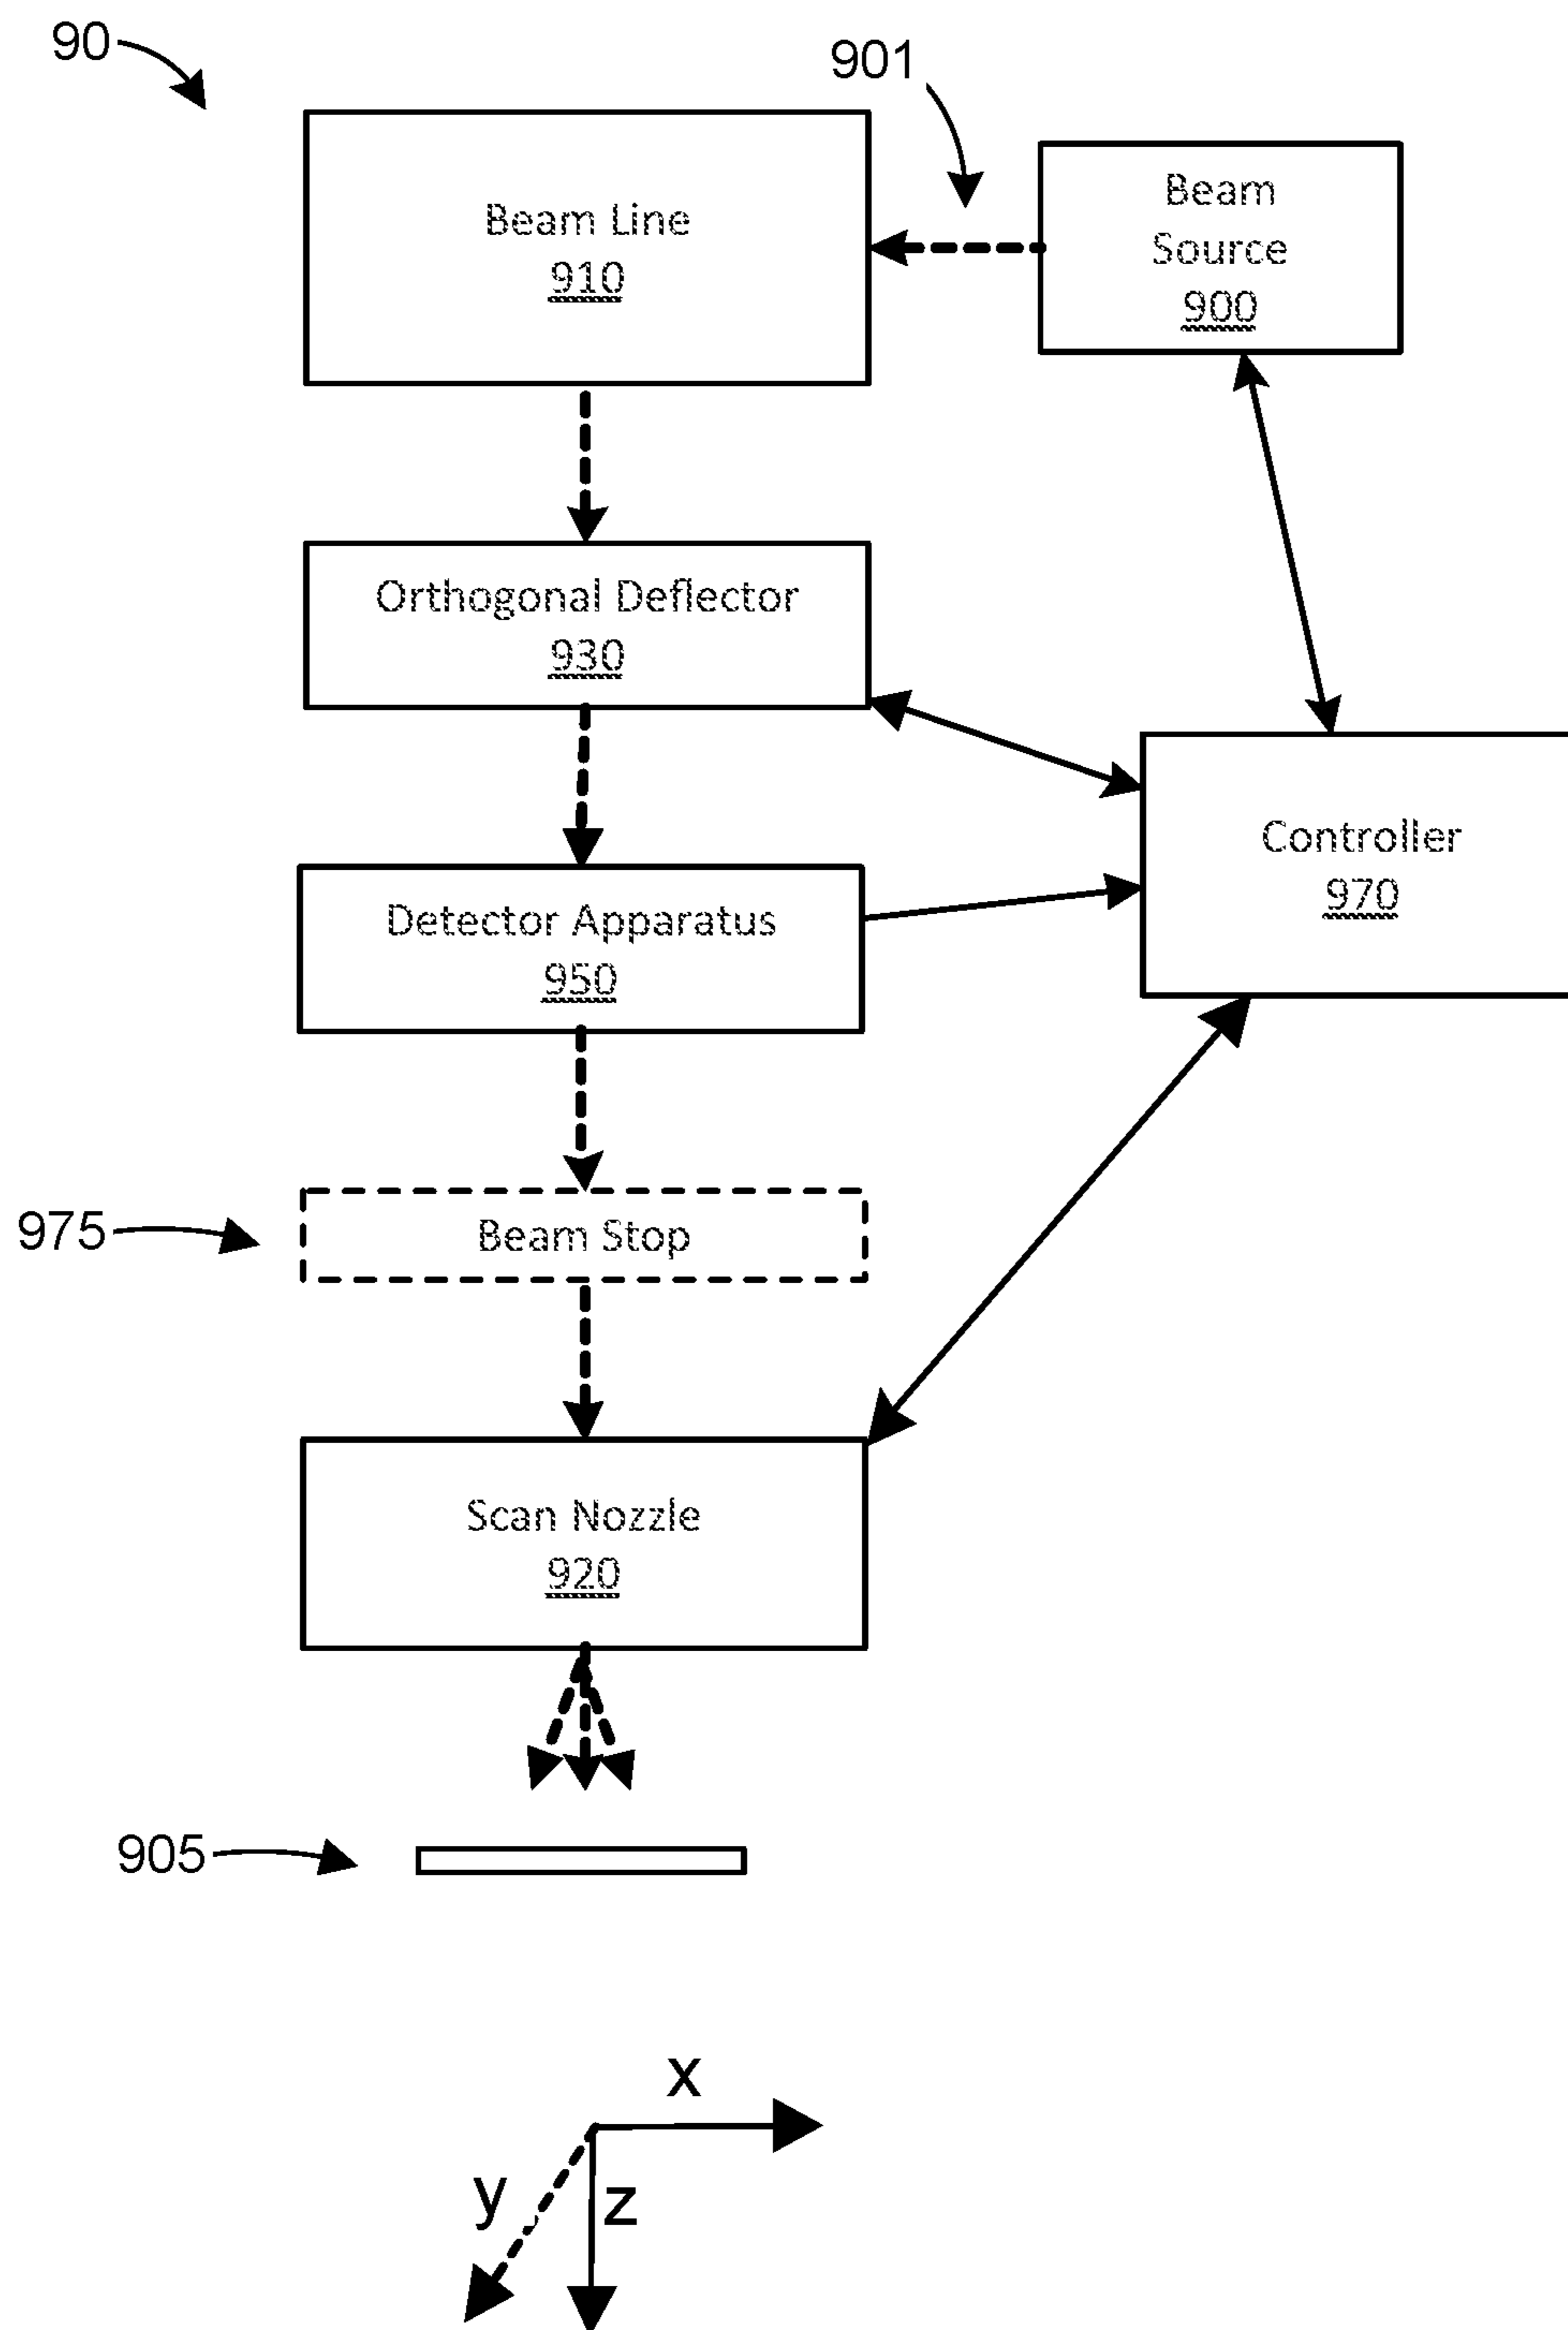 90
901
Beam Line
910
Beam
Source
900
Orthogonal Deflector
930
Controller
970
Detector Apparatus
950
975
Beam Stop
Scan Nozzle
920
905
x
y
z